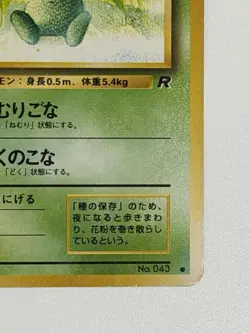 モン：身長0.5m、体重5.4kg
R
むりごな
「ねむり」状態にする。
くのこな
「どく」状態にする。
にげる
「種の保存」のため、
夜になると歩きまわ
り、花粉を巻き散らし
ているという。
No. 043 ●